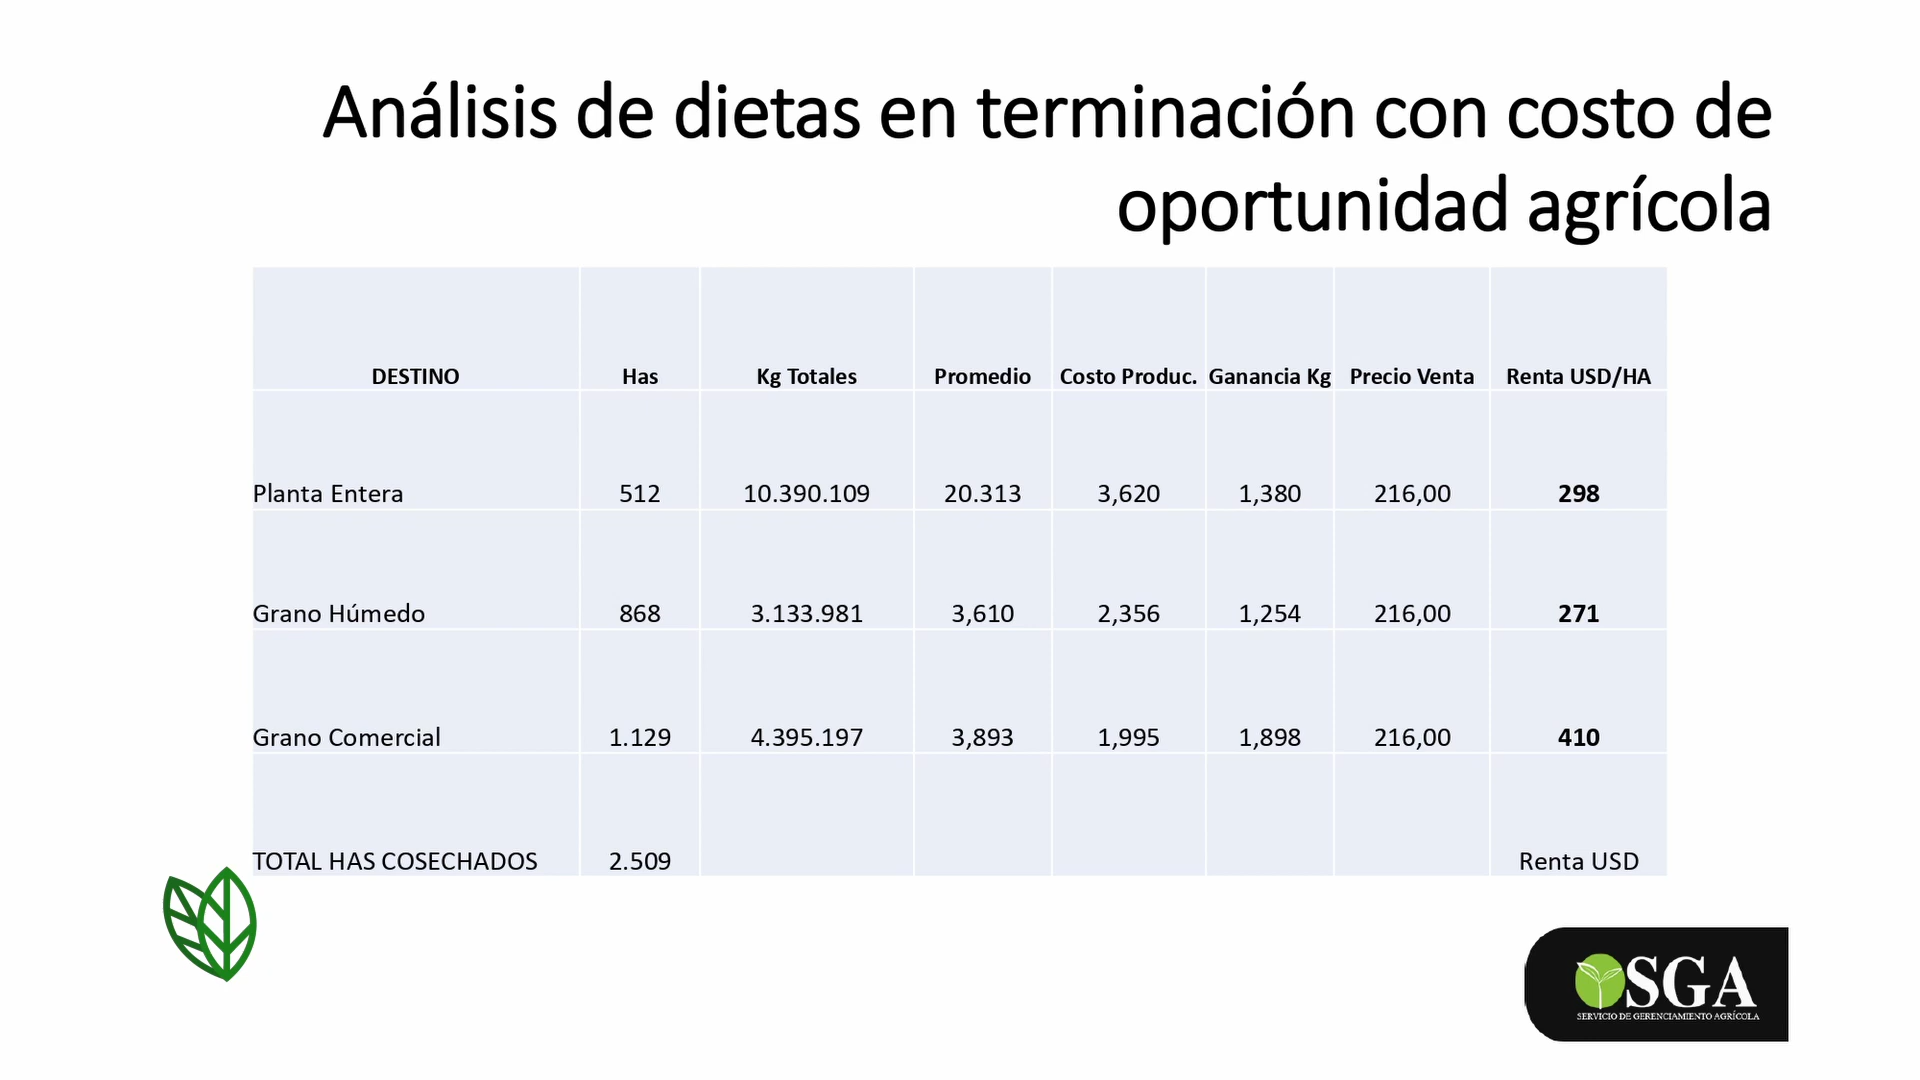 Análisis de dietas en terminación con costo de
oportunidad agrícola
DESTINO Has Kg Totales Promedio Costo Produc. Ganancia Kg Precio Venta Renta USD/HA
Planta Entera 512 10.390.109 20.313 3,620 1,380 216,00 298
Grano Húmedo 868 3.133.981 3,610 2,356 1,254 216,00 271
Grano Comercial 1.129 4.395.197 3,893 1,995 1,898 216,00 410
TOTAL HAS COSECHADOS 2.509 Renta USD
SGA
SERVICIO DE GERENCIAMIENTO AGRÍCOLA